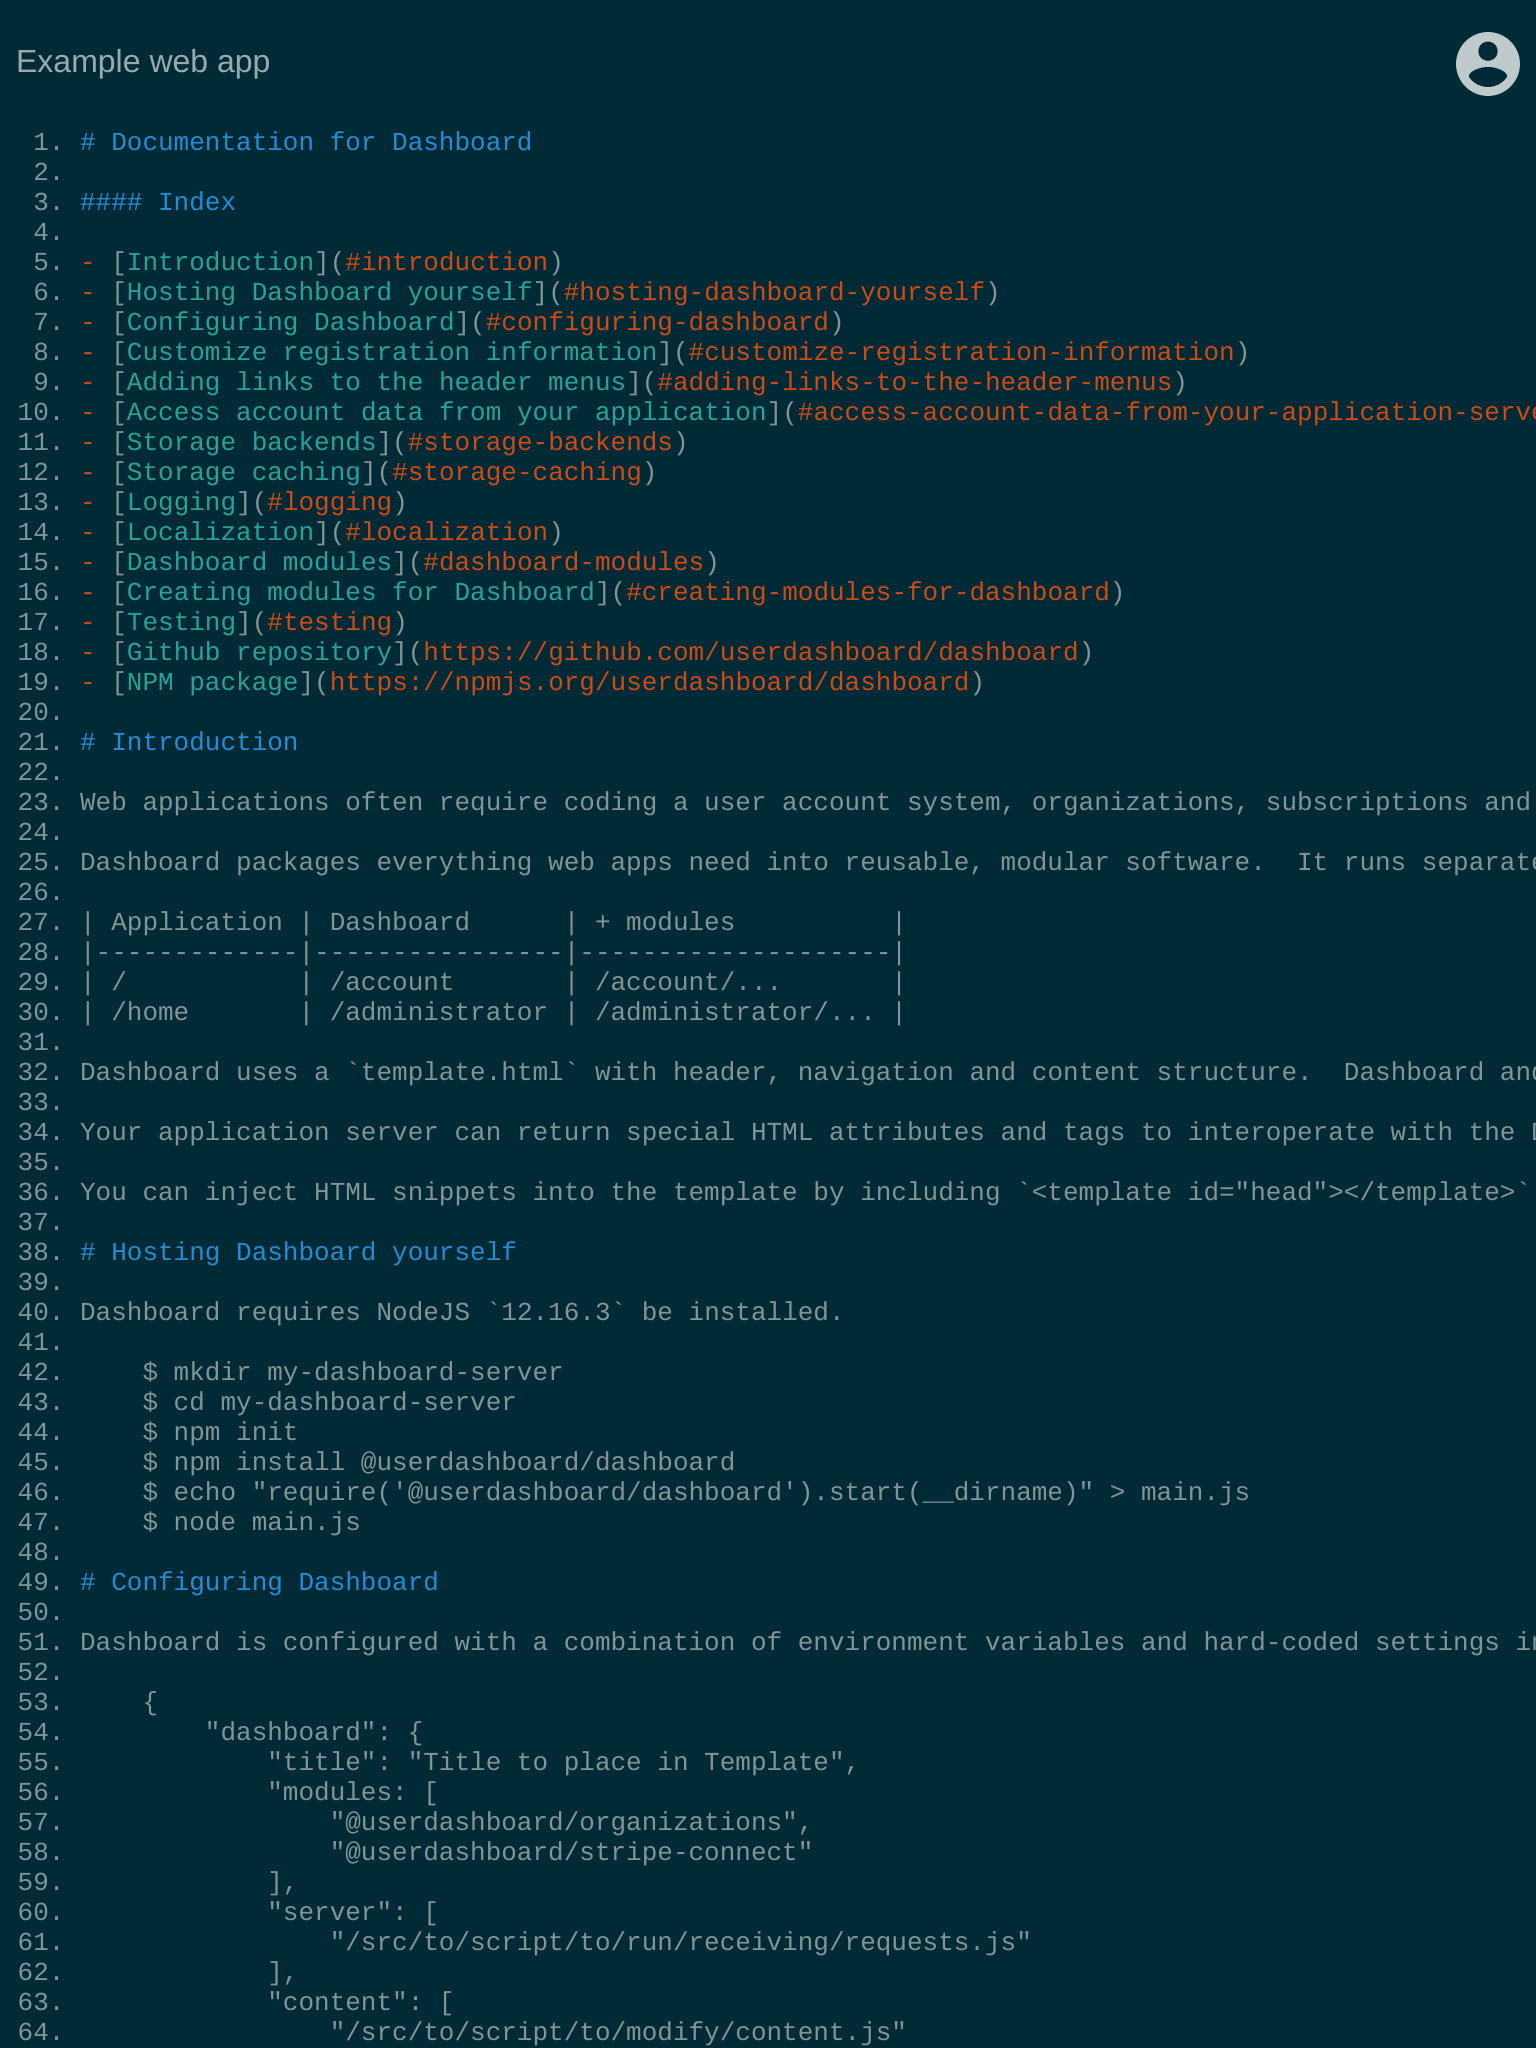 Example web app
1. # Documentation for Dashboard
2.
3. #### Index
4.
5. - [Introduction](#introduction)
6. - [Hosting Dashboard yourself](#hosting-dashboard-yourself)
7. - [Configuring Dashboard](#configuring-dashboard)
8. - [Customize registration information](#customize-registration-information)
9. - [Adding links to the header menus](#adding-links-to-the-header-menus)
10. - [Access account data from your application](#access-account-data-from-your-application-serve
11. - [Storage backends](#storage-backends)
12. - [Storage caching](#storage-caching)
13. - [Logging](#logging)
14. - [Localization](#localization)
15. - [Dashboard modules](#dashboard-modules)
16. - [Creating modules for Dashboard](#creating-modules-for-dashboard)
17. - [Testing](#testing)
18. - [Github repository](https://github.com/userdashboard/dashboard)
19. - [NPM package](https://npmjs.org/userdashboard/dashboard)
20.
21. # Introduction
22.
23. Web applications often require coding a user account system, organizations, subscriptions and
24.
25. Dashboard packages everything web apps need into reusable, modular software.  It runs separate
26.
27. | Application | Dashboard      | + modules          |
28. |-------------|----------------|--------------------|
29. | /           | /account       | /account/...       |
30. | /home       | /administrator | /administrator/... |
31.
32. Dashboard uses a `template.html` with header, navigation and content structure.  Dashboard and
33.
34. Your application server can return special HTML attributes and tags to interoperate with the
35.
36. You can inject HTML snippets into the template by including `<template id="head"></template>`
37.
38. # Hosting Dashboard yourself
39.
40. Dashboard requires NodeJS `12.16.3` be installed.
41.
42.     $ mkdir my-dashboard-server
43.     $ cd my-dashboard-server
44.     $ npm init
45.     $ npm install @userdashboard/dashboard
46.     $ echo "require('@userdashboard/dashboard').start(__dirname)" > main.js
47.     $ node main.js
48.
49. # Configuring Dashboard
50.
51. Dashboard is configured with a combination of environment variables and hard-coded settings in
52.
53.     {
54.         "dashboard": {
55.             "title": "Title to place in Template",
56.             "modules: [
57.                 "@userdashboard/organizations",
58.                 "@userdashboard/stripe-connect"
59.             ],
60.             "server": [
61.                 "/src/to/script/to/run/receiving/requests.js"
62.             ],
63.             "content": [
64.                 "/src/to/script/to/modify/content.js"